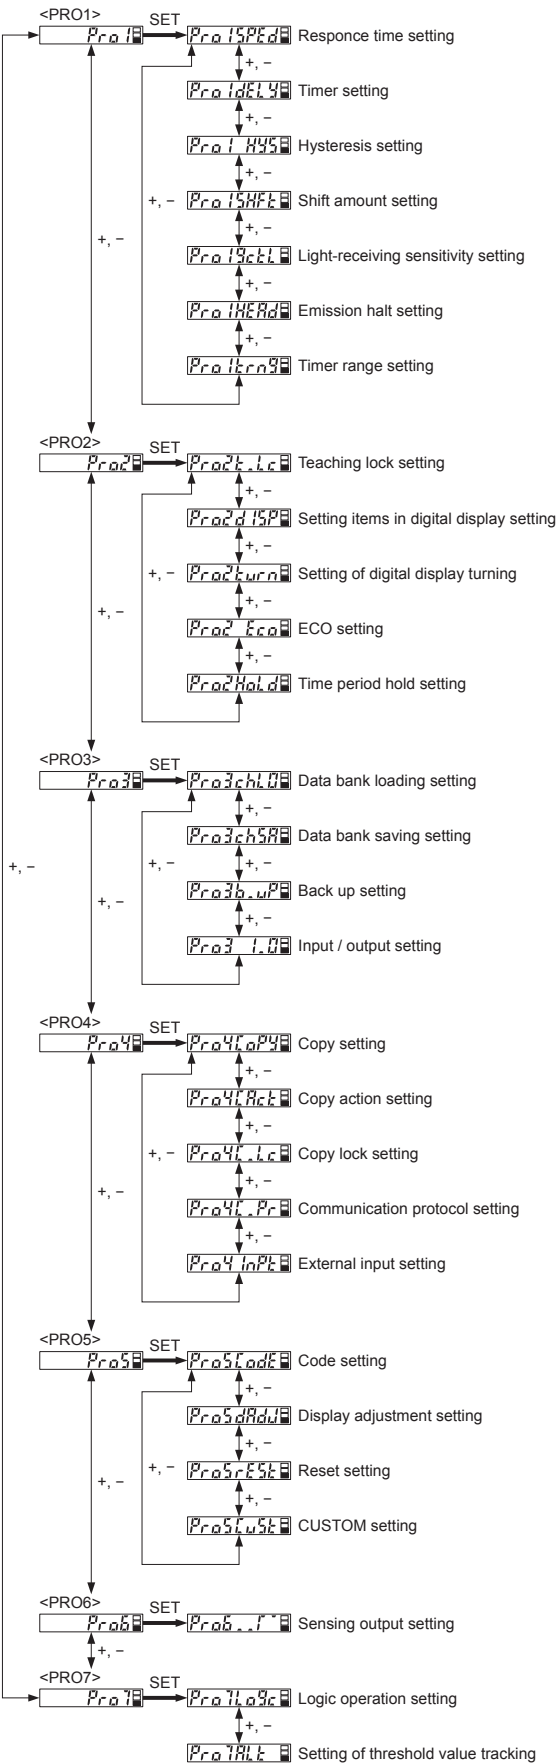 <PRO1>
Pro1 SET Pro1SPEd Responce time setting
+, −
Pro1dELY Timer setting
+, −
Pro1 HYS Hysteresis setting
+, −
+, − Pro1SHFt Shift amount setting
+, −
+, −
Pro1gctL Light-receiving sensitivity setting
+, −
Pro1HEAd Emission halt setting
+, −
Pro1trng Timer range setting
<PRO2>
Pro2 SET Pro2t.Lc Teaching lock setting
+, −
Pro2dISP Setting items in digital display setting
+, −
+, − Pro2turn Setting of digital display turning
+, −
+, −
Pro2 Eco ECO setting
+, −
Pro2HoLd Time period hold setting
<PRO3>
Pro3 SET Pro3chLO Data bank loading setting
+, −
Pro3chSA Data bank saving setting
+, −
+, −
+, −
Pro3b.uP Back up setting
+, −
+, −
Pro3 I.O Input / output setting
<PRO4>
Pro4 SET Pro4CoPY Copy setting
+, −
Pro4CAct Copy action setting
+, −
+, − Pro4C.Lc Copy lock setting
+, −
+, −
Pro4C.Pr Communication protocol setting
+, −
Pro4InPt External input setting
<PRO5>
Pro5 SET Pro5CodE Code setting
+, −
Pro5dAdJ Display adjustment setting
+, −
+, − Pro5rESt Reset setting
+, −
+, −
Pro5CuSt CUSTOM setting
<PRO6>
Pro6 SET Sensing output setting
+, −
<PRO7>
Pro7 SET Pro7Logc Logic operation setting
+, −
Pro7ALt Setting of threshold value tracking